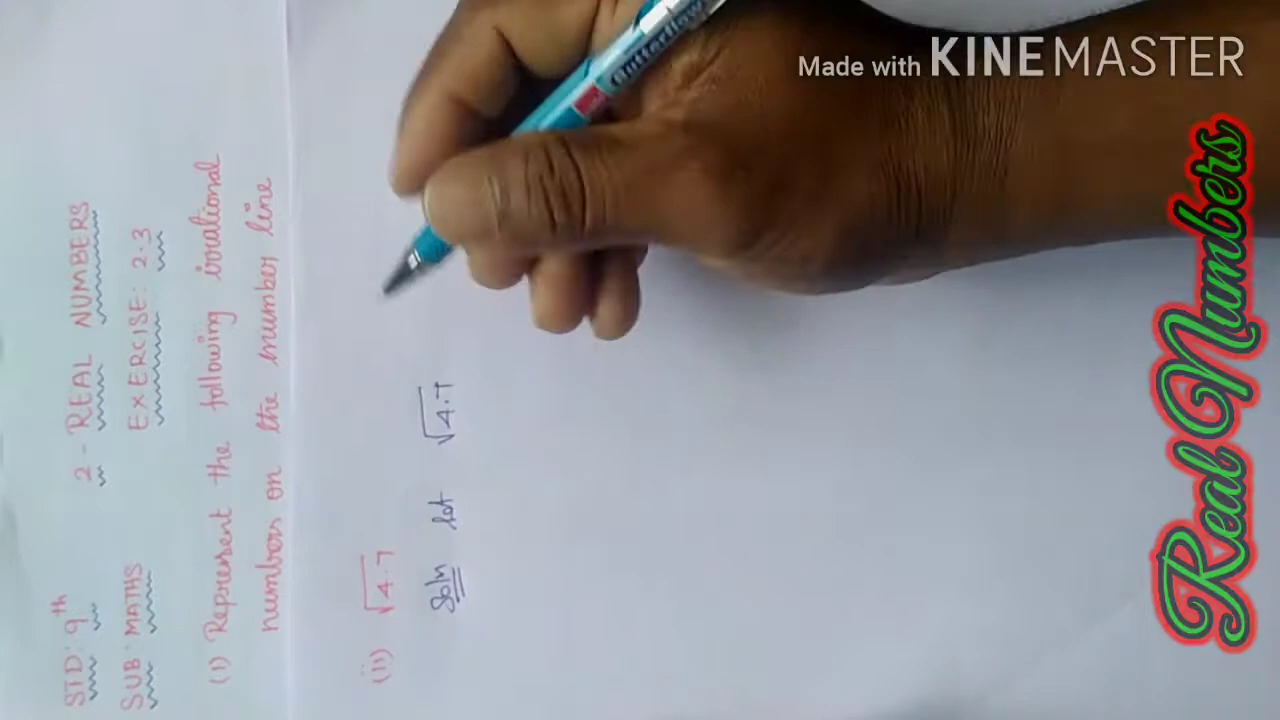 STD: 9th 2 - REAL NUMBERS
SUB: MATHS EXERCISE: 2.3
(1) Represent the following irrational
numbers on the number line
(ii) √4.7
Soln let √4.7
Made with KINEMASTER
Real Numbers